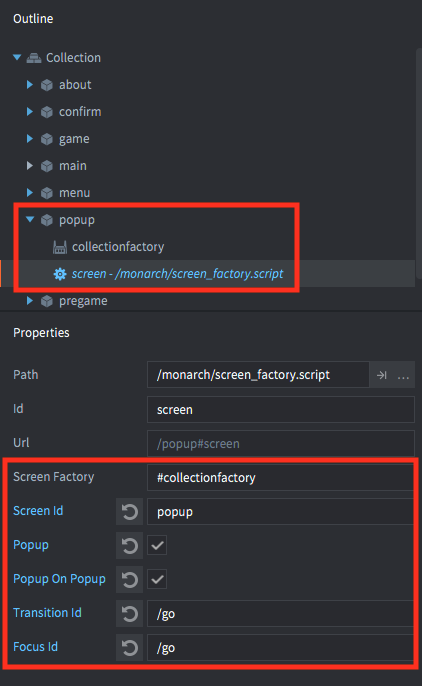 Outline
Collection
about
confirm
game
main
menu
popup
collectionfactory
screen - /monarch/screen_factory.script
pregame
Properties
Path /monarch/screen_factory.script ...
Id screen
Url /popup#screen
Screen Factory #collectionfactory
Screen Id popup
Popup
Popup On Popup
Transition Id /go
Focus Id /go